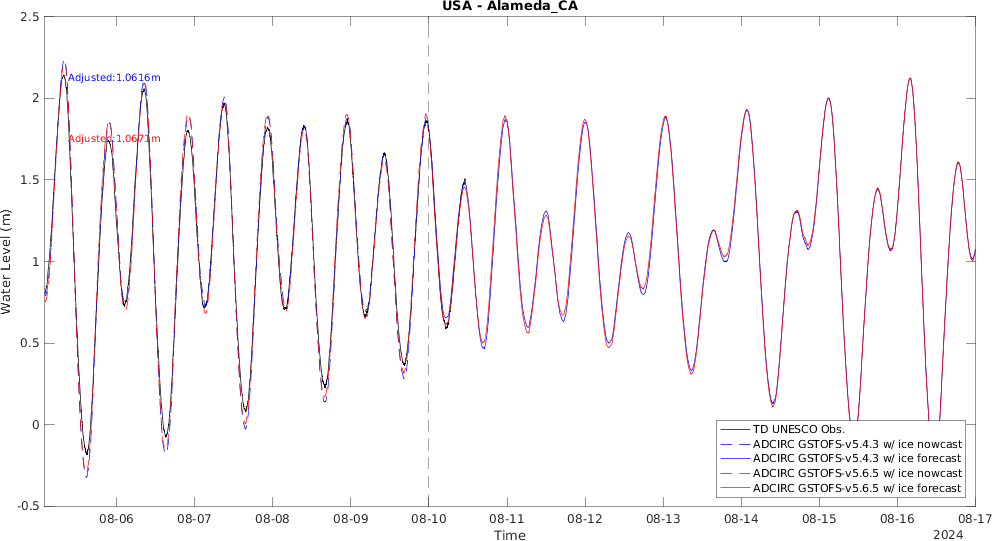 USA - Alameda_CA
2.5
2
1.5
1
0.5
0
-0.5
Water Level (m)
Adjusted:1.0616m
Adjusted:1.0671m
TD UNESCO Obs.
ADCIRC GSTOFS-v5.4.3 w/ ice nowcast
ADCIRC GSTOFS-v5.4.3 w/ ice forecast
ADCIRC GSTOFS-v5.6.5 w/ ice nowcast
ADCIRC GSTOFS-v5.6.5 w/ ice forecast
08-06 08-07 08-08 08-09 08-10 08-11 08-12 08-13 08-14 08-15 08-16 08-17
Time
2024